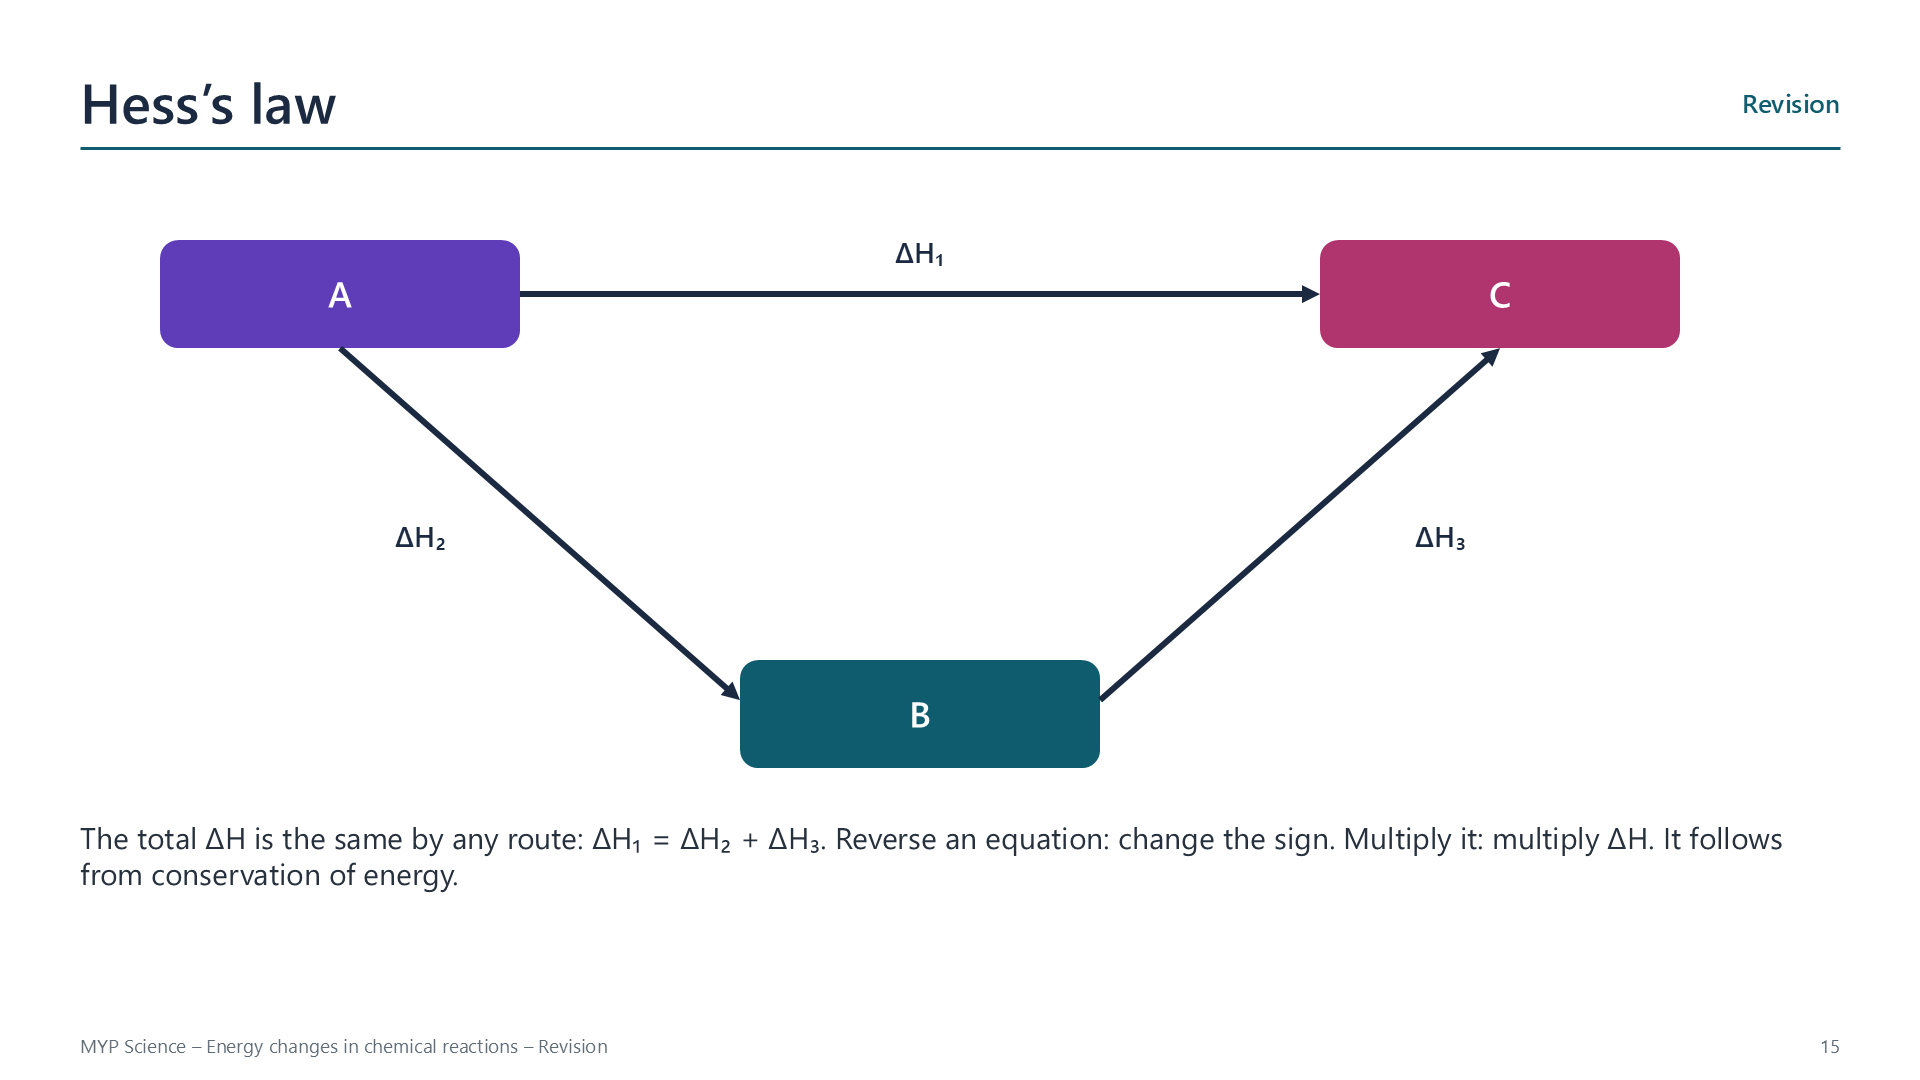 Hess’s law
Revision
ΔH₁
A
C
ΔH₂
ΔH₃
B
The total ΔH is the same by any route: ΔH₁ = ΔH₂ + ΔH₃. Reverse an equation: change the sign. Multiply it: multiply ΔH. It follows
from conservation of energy.
MYP Science – Energy changes in chemical reactions – Revision
15